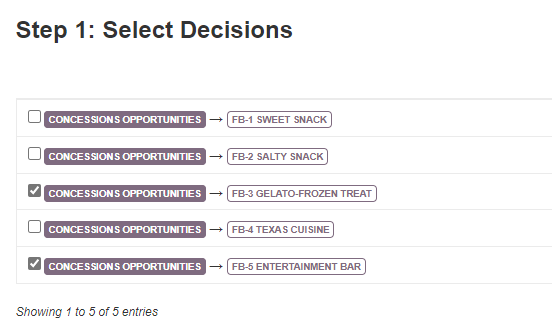 Step 1: Select Decisions
CONCESSIONS OPPORTUNITIES → FB-1 SWEET SNACK
CONCESSIONS OPPORTUNITIES → FB-2 SALTY SNACK
CONCESSIONS OPPORTUNITIES → FB-3 GELATO-FROZEN TREAT
CONCESSIONS OPPORTUNITIES → FB-4 TEXAS CUISINE
CONCESSIONS OPPORTUNITIES → FB-5 ENTERTAINMENT BAR
Showing 1 to 5 of 5 entries